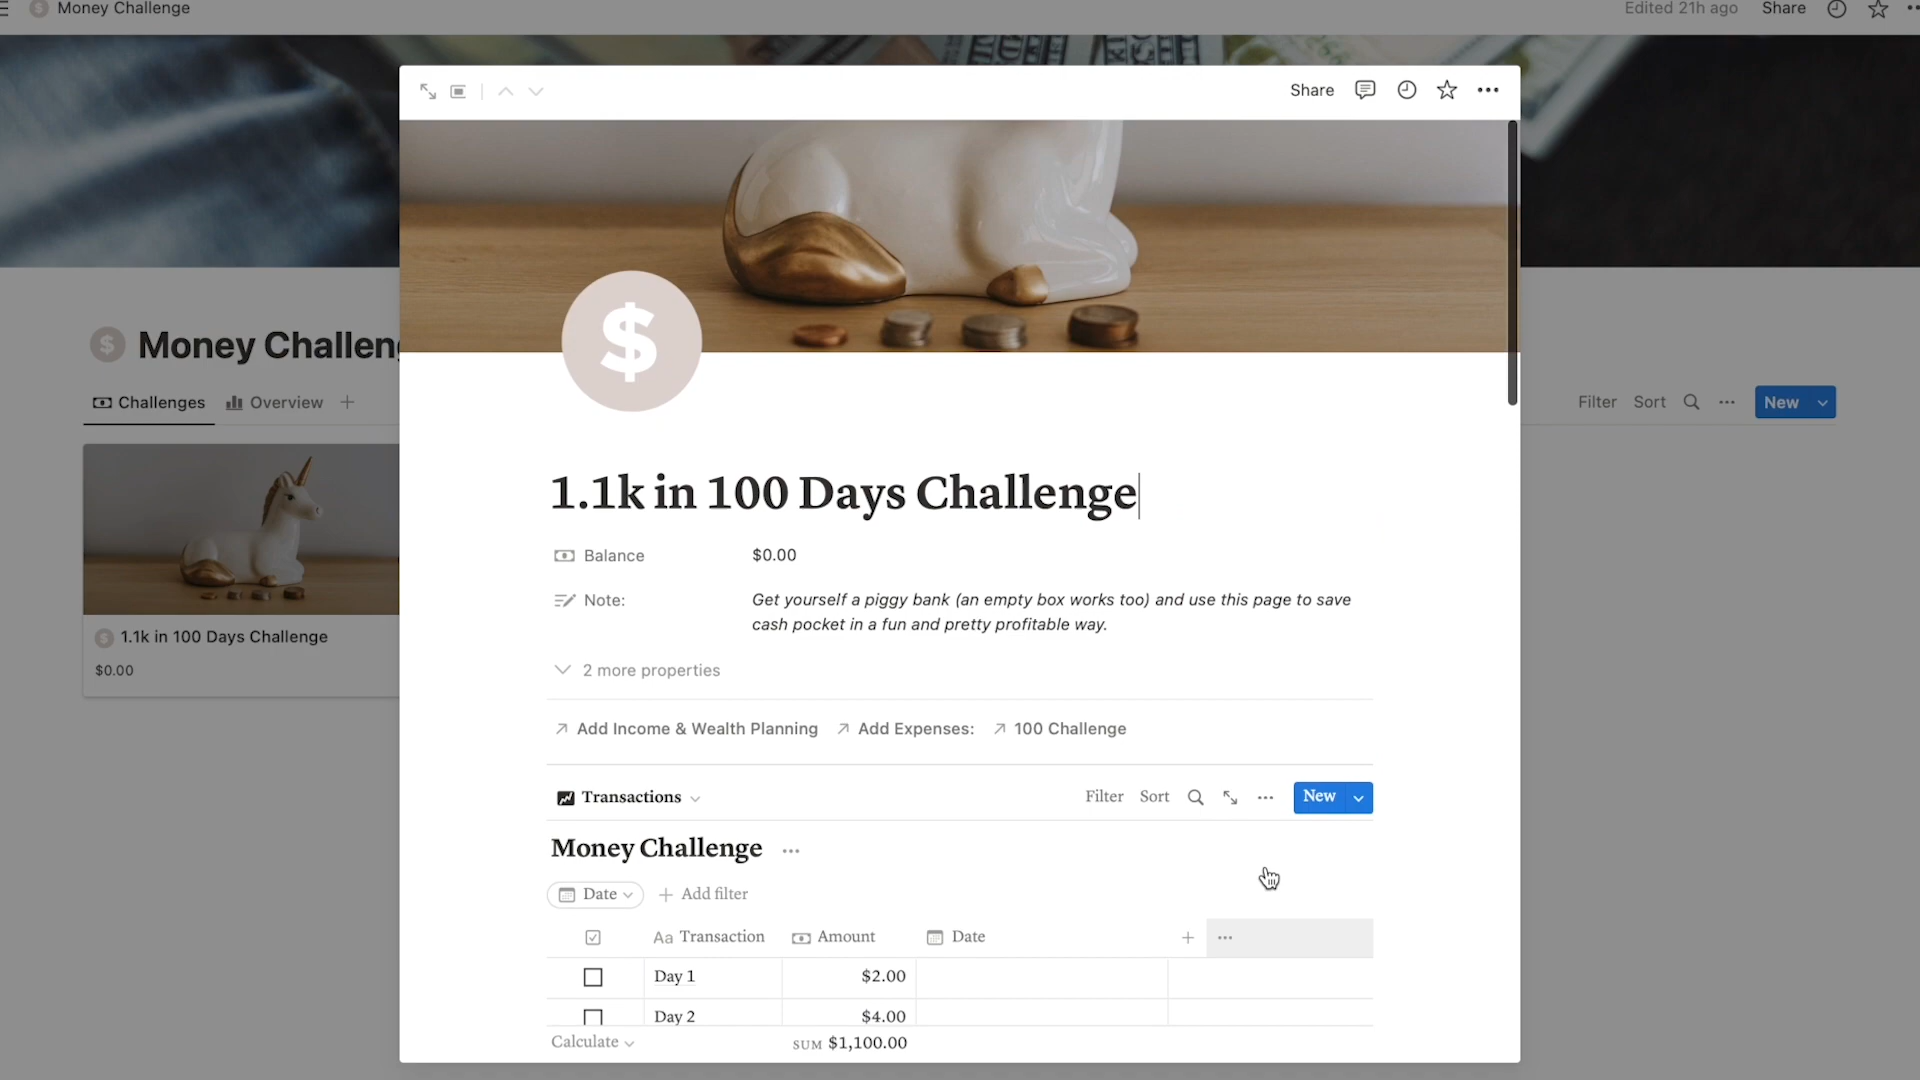 Money Challenge
Edited 21h ago Share
Share
Money Challeng
Challenges Overview
Filter Sort New
1.1k in 100 Days Challenge
$0.00
$
1.1k in 100 Days Challenge
Balance $0.00
Note: Get yourself a piggy bank (an empty box works too) and use this page to save
cash pocket in a fun and pretty profitable way.
2 more properties
Add Income & Wealth Planning Add Expenses: 100 Challenge
Transactions Filter Sort New
Money Challenge
Date Add filter
Aa Transaction Amount Date
Day 1 $2.00
Day 2 $4.00
Calculate SUM $1,100.00